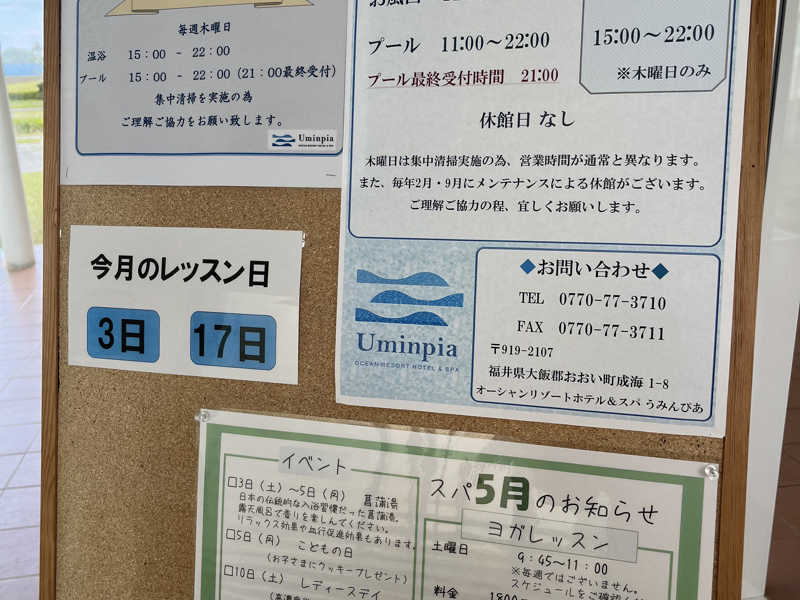 毎週木曜日
温浴 15:00 - 22:00
プール 15:00 - 22:00(21:00最終受付)
集中清掃を実施の為
ご理解ご協力をお願い致します。
Uminpia
プール 11:00〜22:00
プール最終受付時間 21:00
15:00〜22:00
※木曜日のみ
休館日 なし
木曜日は集中清掃実施の為、営業時間が通常と異なります。
また、毎年2月・9月にメンテナンスによる休館がございます。
ご理解ご協力の程、宜しくお願いします。
今月のレッスン日
3日 17日
Uminpia
OCEAN RESORT HOTEL & SPA
◆お問い合わせ◆
TEL 0770-77-3710
FAX 0770-77-3711
〒919-2107
福井県大飯郡おおい町成海 1-8
オーシャンリゾートホテル&スパ うみんぴあ
スパ5月のお知らせ
イベント
□3日(土)〜5日(月) 菖蒲湯
日本の伝統的な入浴習慣だった菖蒲湯。
露天風呂で香りを楽しんでください。
リラックス効果や血行促進効果もあります。
□5日(月) こどもの日
(お子さまにクッキープレゼント)
□10日(土) レディースデイ
ヨガレッスン
土曜日 9:45〜11:00
※毎週ではございません。
スケジュールをご確認ください
料金